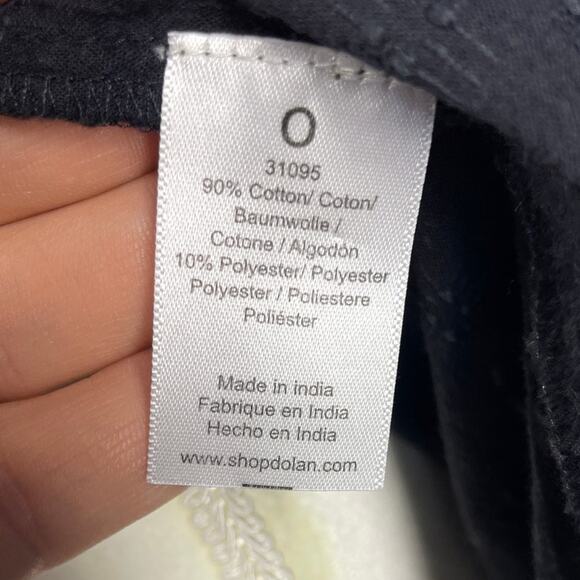 O
31095
90% Cotton/ Coton/
Baumwolle /
Cotone / Algodón
10% Polyester/ Polyester
Polyester / Poliestere
Poliéster
Made in india
Fabrique en India
Hecho en India
www.shopdolan.com